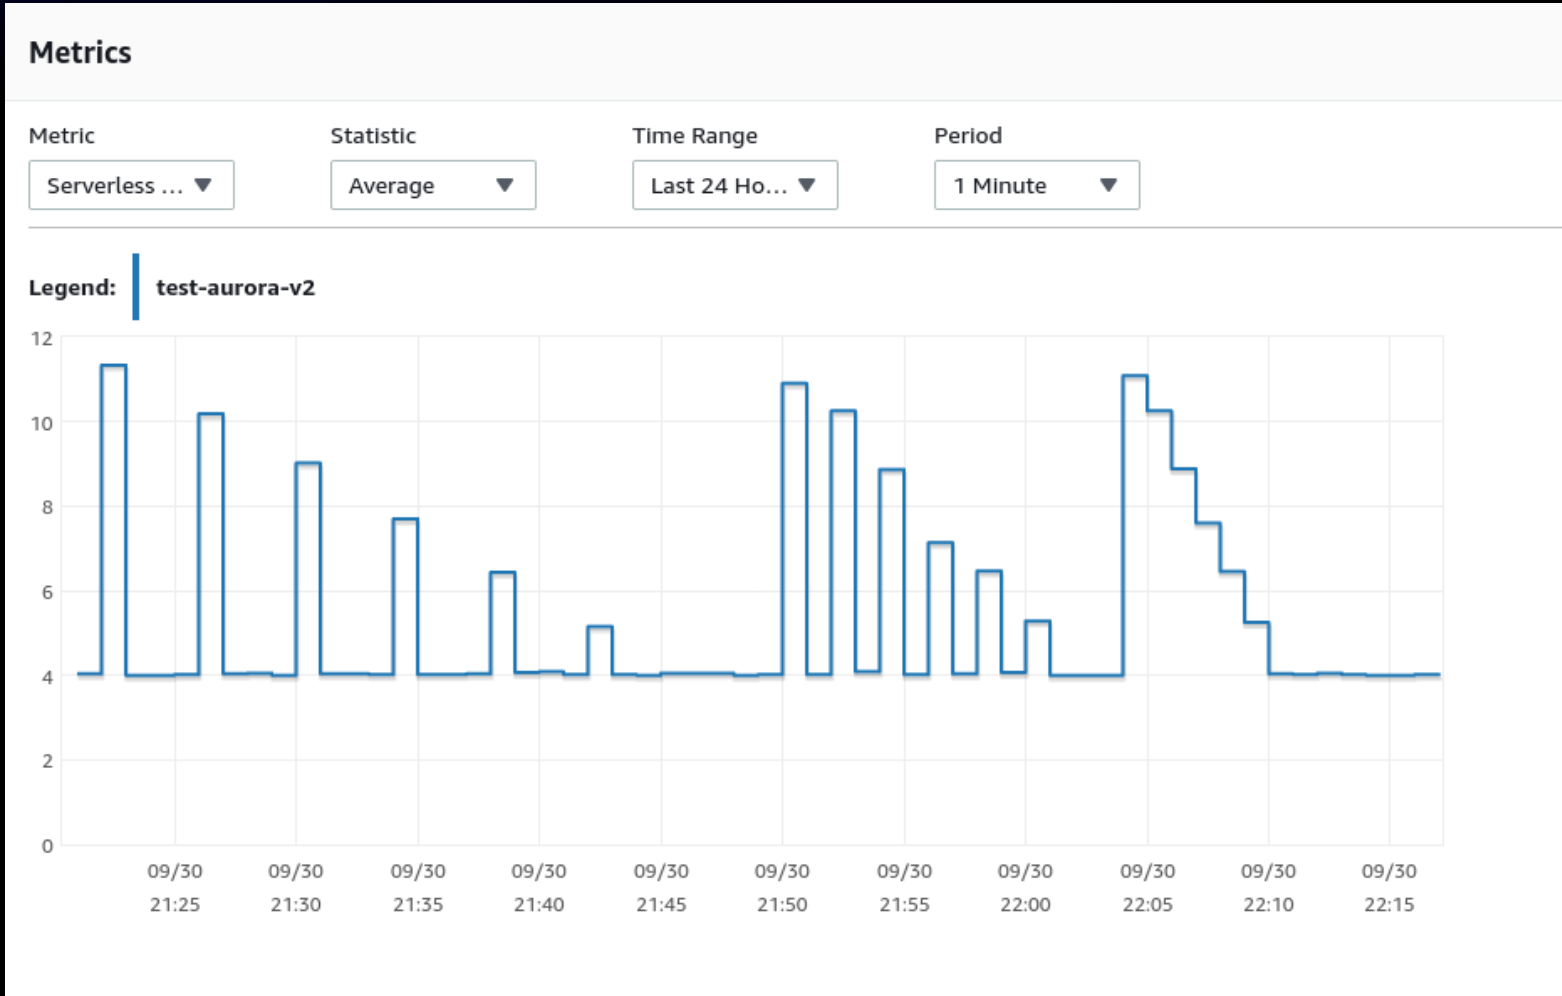 Metrics
Metric Statistic Time Range Period
Serverless ... Average Last 24 Ho... 1 Minute
Legend: test-aurora-v2
12
10
8
6
4
2
0
09/30 09/30 09/30 09/30 09/30 09/30 09/30 09/30 09/30 09/30 09/30
21:25 21:30 21:35 21:40 21:45 21:50 21:55 22:00 22:05 22:10 22:15